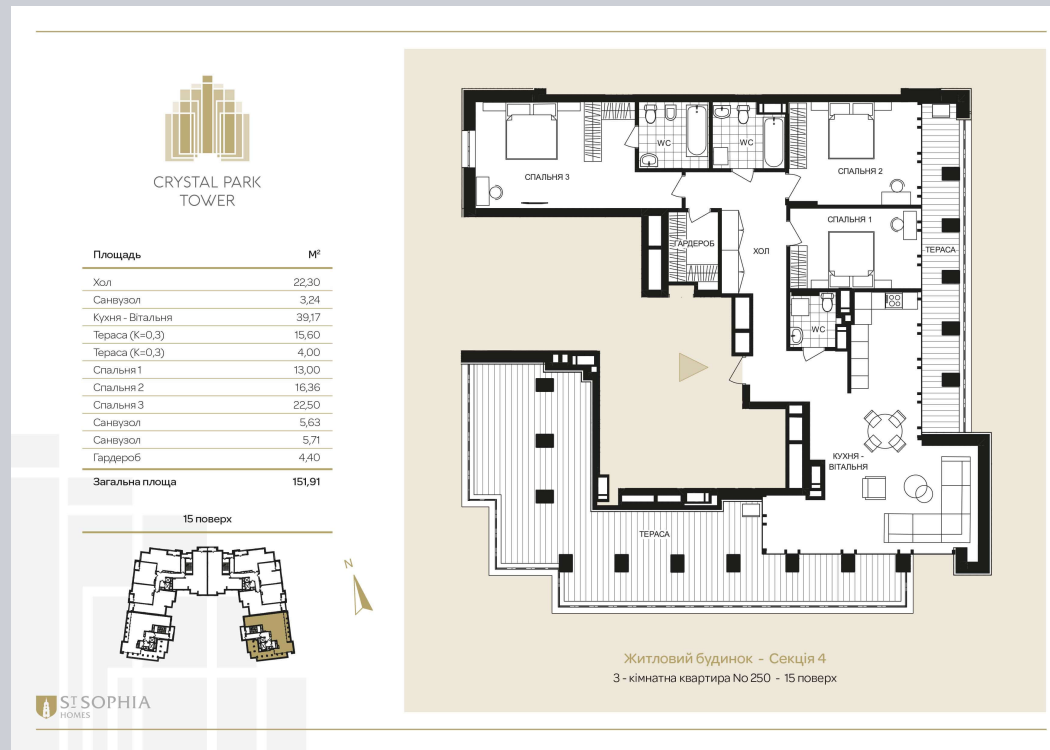 CRYSTAL PARK
TOWER
Площадь М²
Хол 22,30
Санвузол 3,24
Кухня - Вітальня 39,17
Тераса (К=0,3) 15,60
Тераса (К=0,3) 4,00
Спальня 1 13,00
Спальня 2 16,36
Спальня 3 22,50
Санвузол 5,63
Санвузол 5,71
Гардероб 4,40
Загальна площа 151,91
15 поверх
N
ST SOPHIA
HOMES
WC
WC
СПАЛЬНЯ 3
СПАЛЬНЯ 2
СПАЛЬНЯ 1
ГАРДЕРОБ
ХОЛ
ТЕРАСА
WC
КУХНЯ -
ВІТАЛЬНЯ
ТЕРАСА
Житловий будинок - Секція 4
3 - кімнатна квартира No 250 - 15 поверх